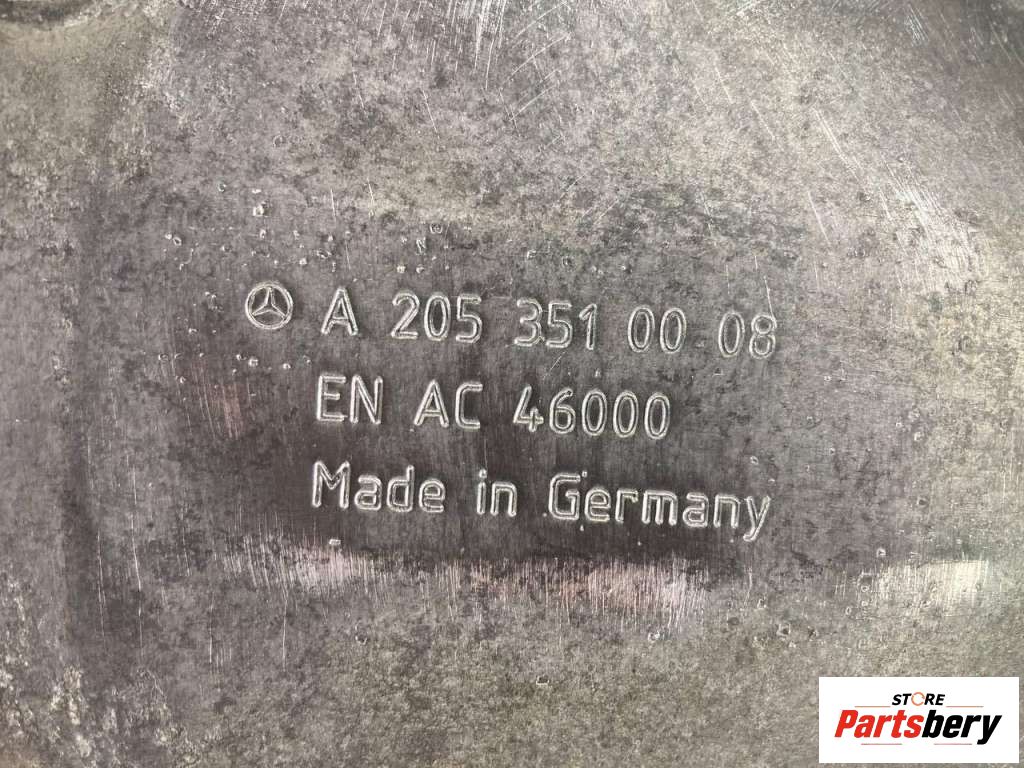 A 205 351 00 08
EN AC 46000
Made in Germany
STORE
Partsbery